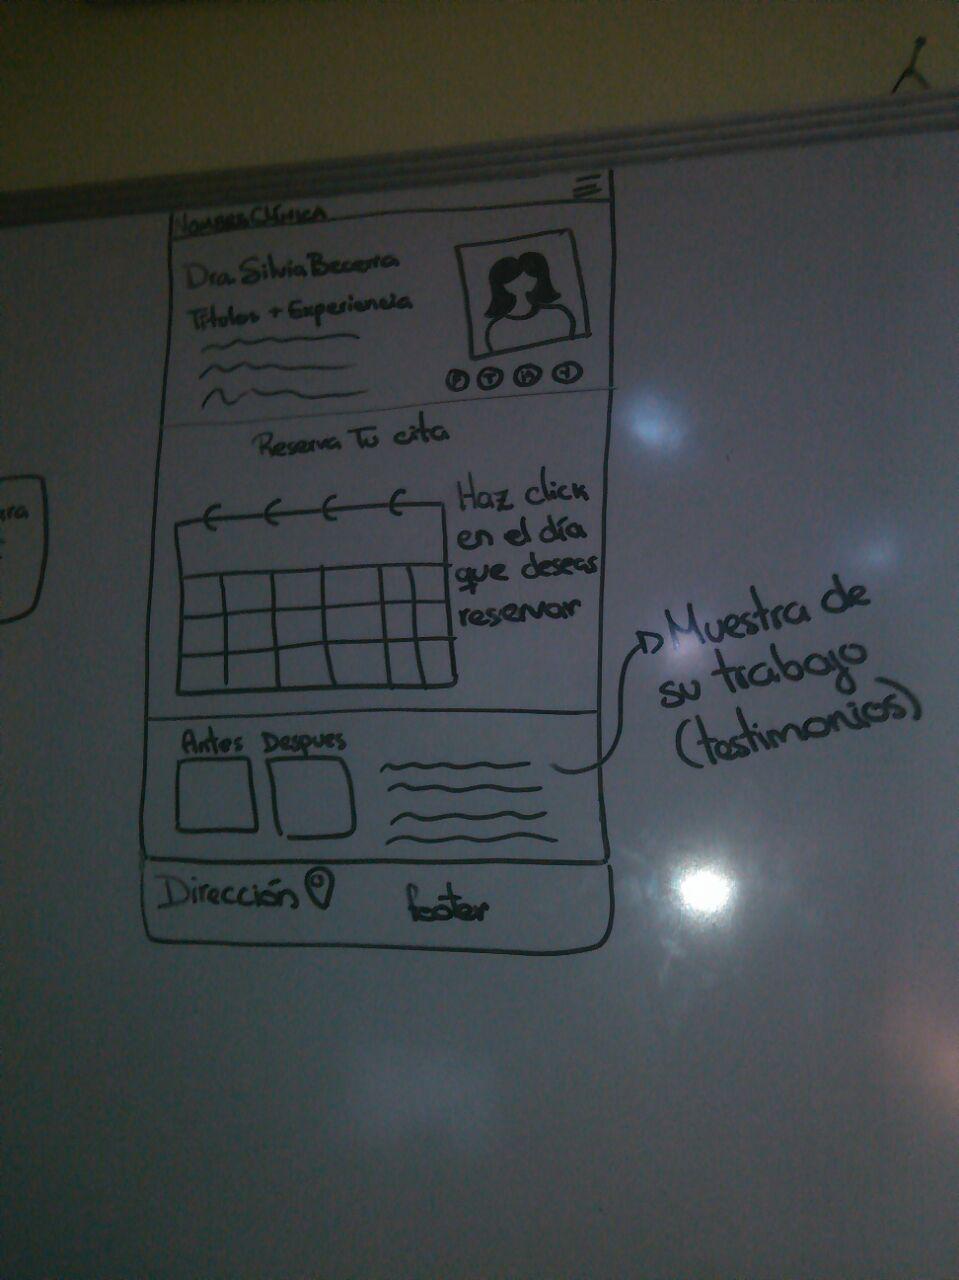 Nombre Clínica
Dra. Silvia Becerra
Títulos + Experiencia
Reserva Tu cita
Haz click
en el día
que deseas
reservar
Antes Despues
Muestra de
su trabajo
(testimonios)
Dirección
footer